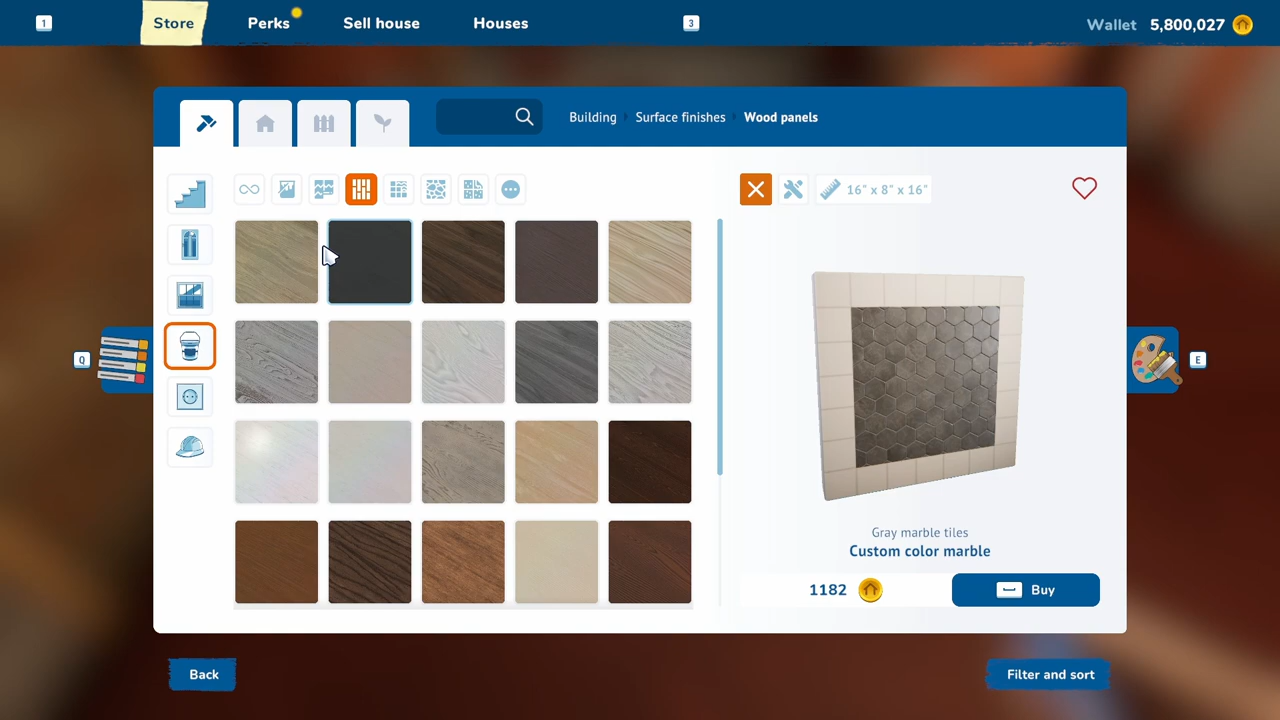 1
Store
Perks
Sell house
Houses
3
Wallet 5,800,027
Building
Surface finishes
Wood panels
16" x 8" x 16"
Q
E
Gray marble tiles
Custom color marble
1182
Buy
Back
Filter and sort